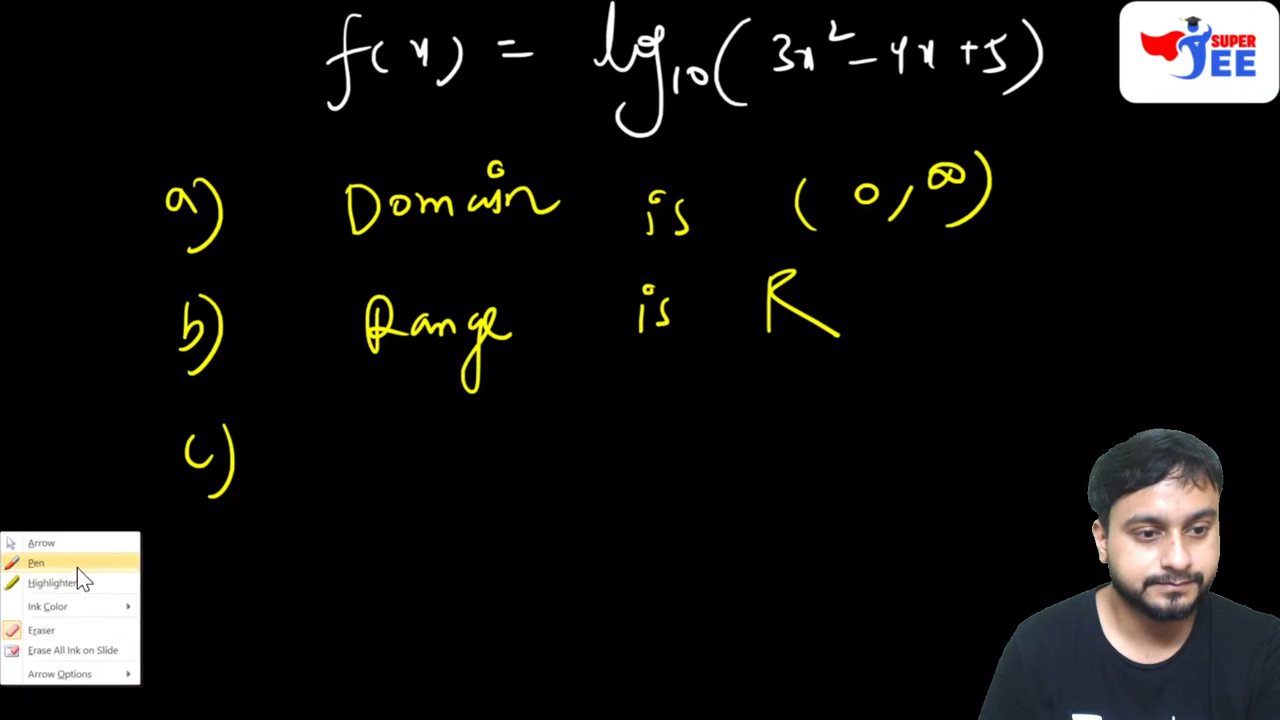 f(x) = log₁₀(3x² - 4x + 5)
SUPER
JEE
a) Domain is (0, ∞)
b) Range is R
c)
Arrow
Pen
Highlighter
Ink Color
Eraser
Erase All Ink on Slide
Arrow Options